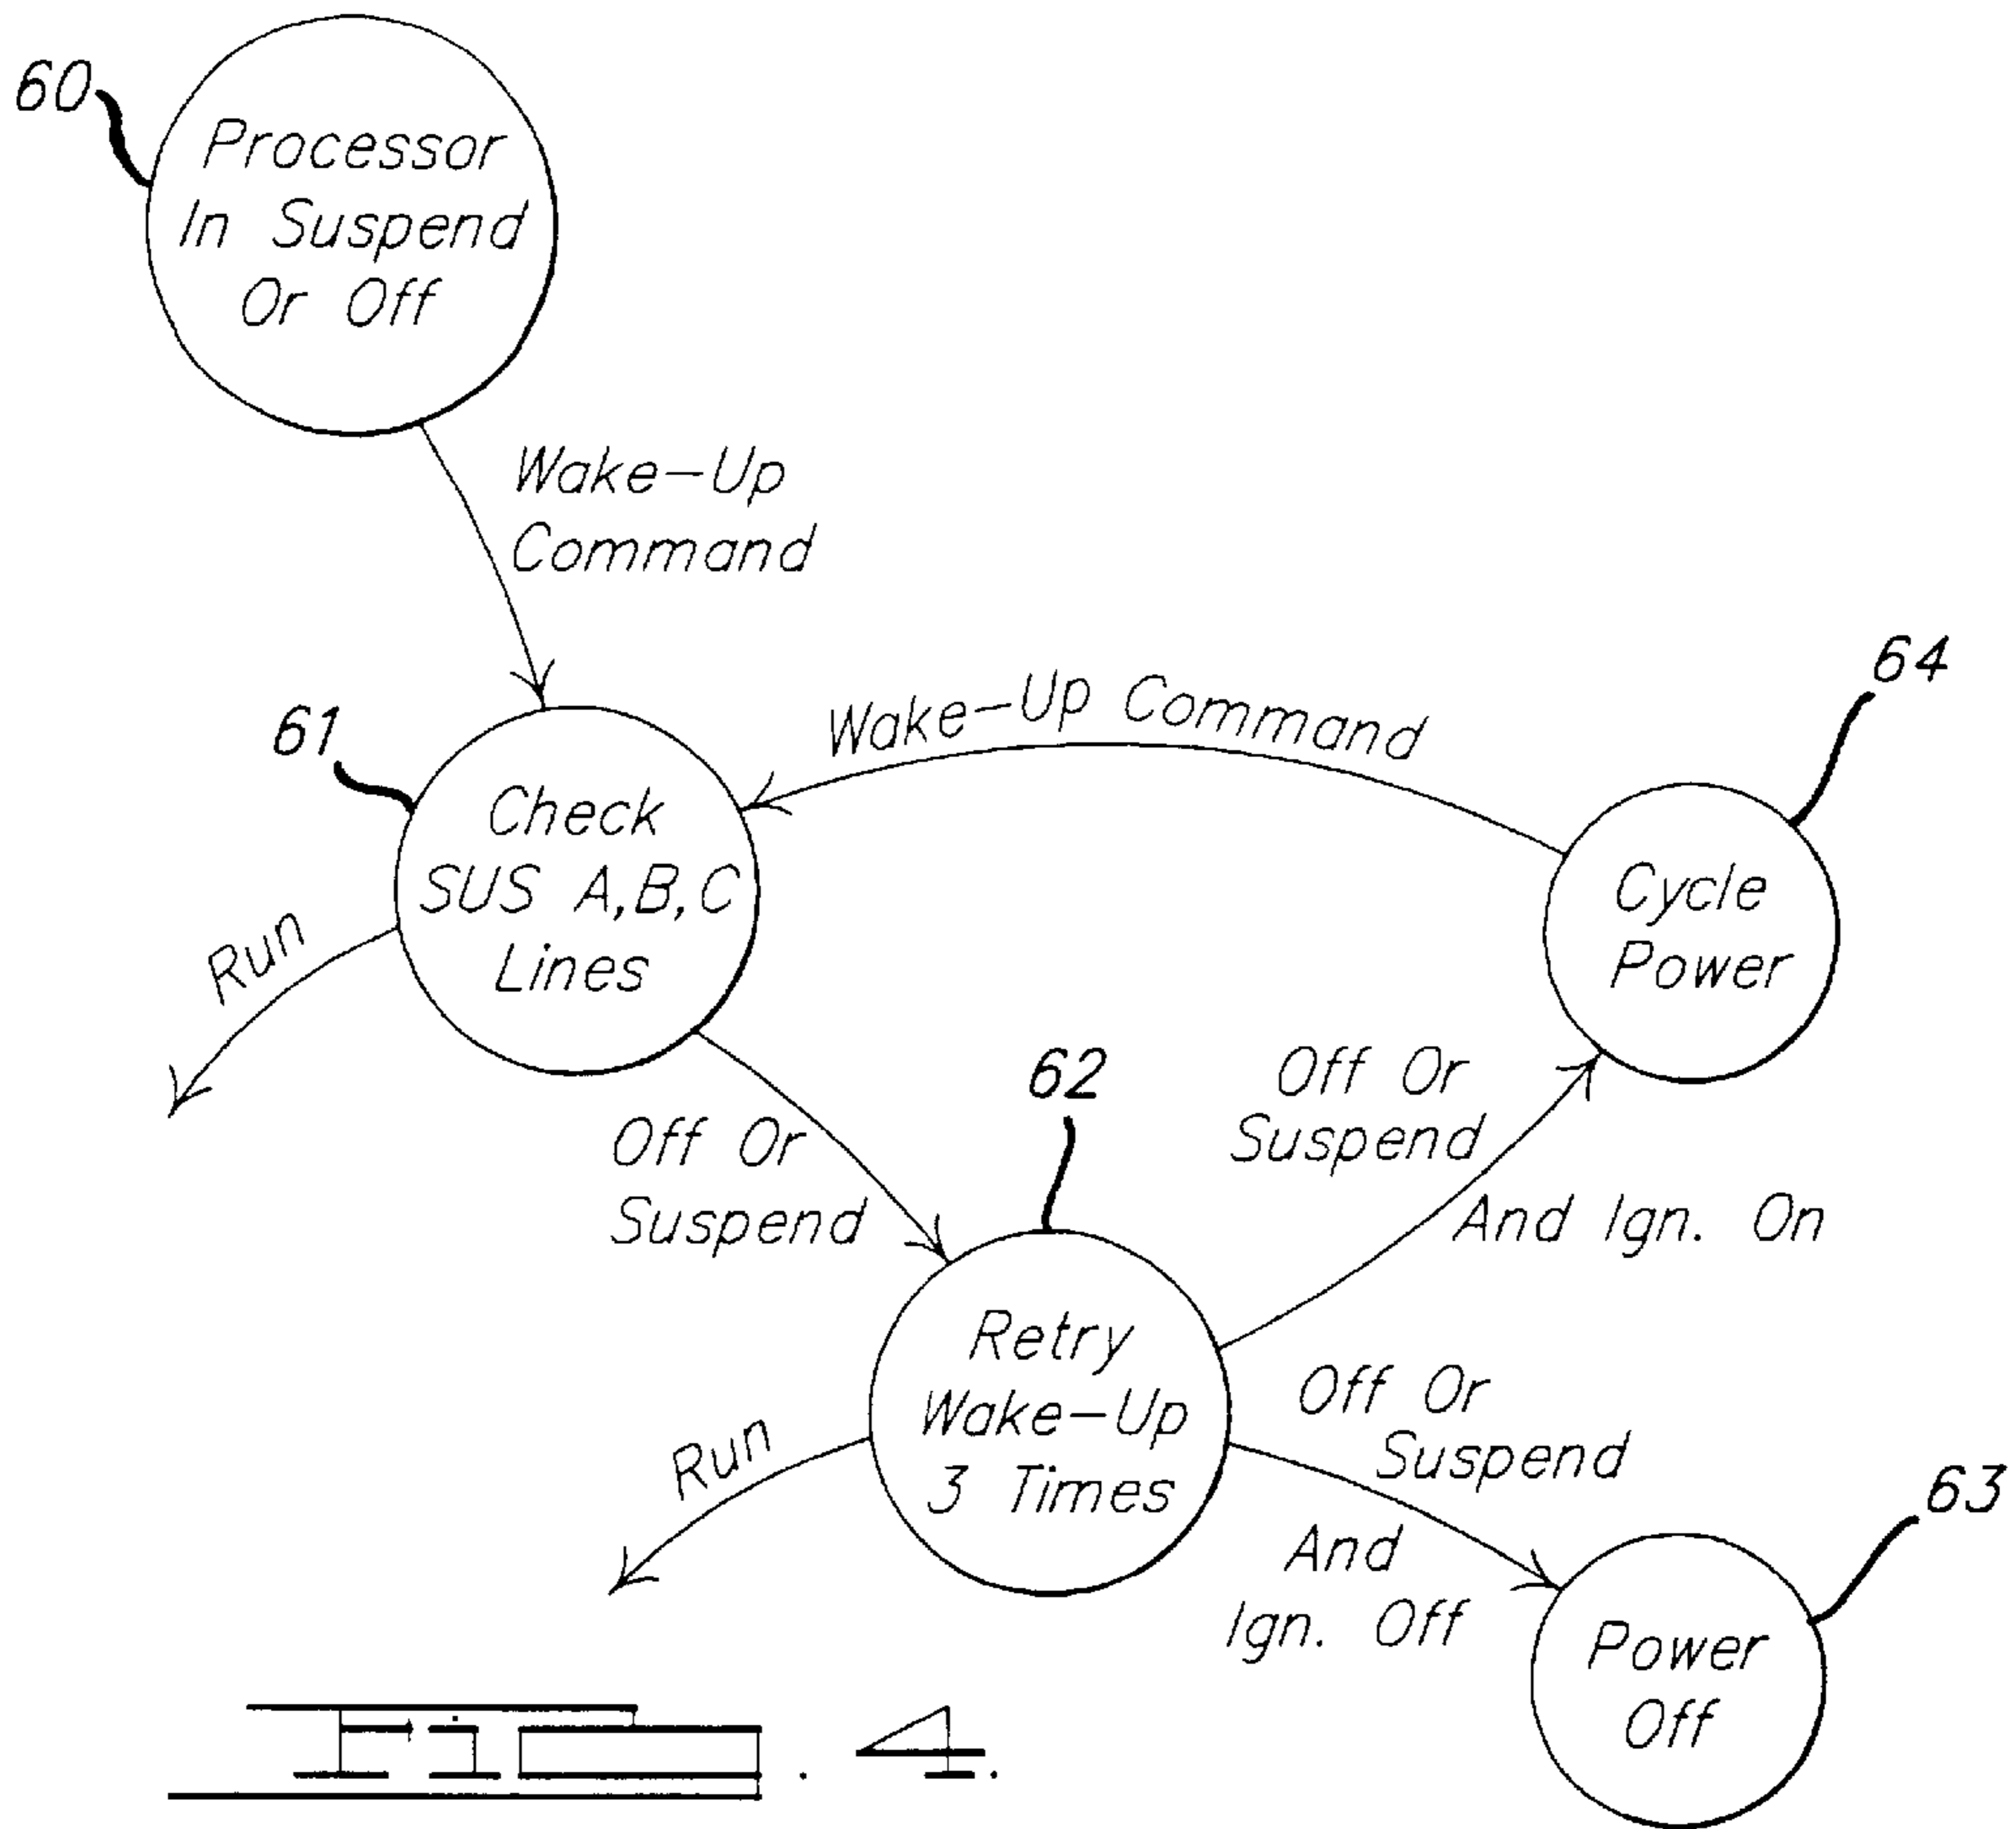 60
Processor
In Suspend
Or Off
Wake-Up
Command
61
Check
SUS A,B,C
Lines
Wake-Up Command
64
Cycle
Power
Run
Off Or
Suspend
62
Off Or
Suspend
And Ign. On
Retry
Wake-Up
3 Times
Run
Off Or
Suspend
And
Ign. Off
63
Power
Off
Fig. 4.